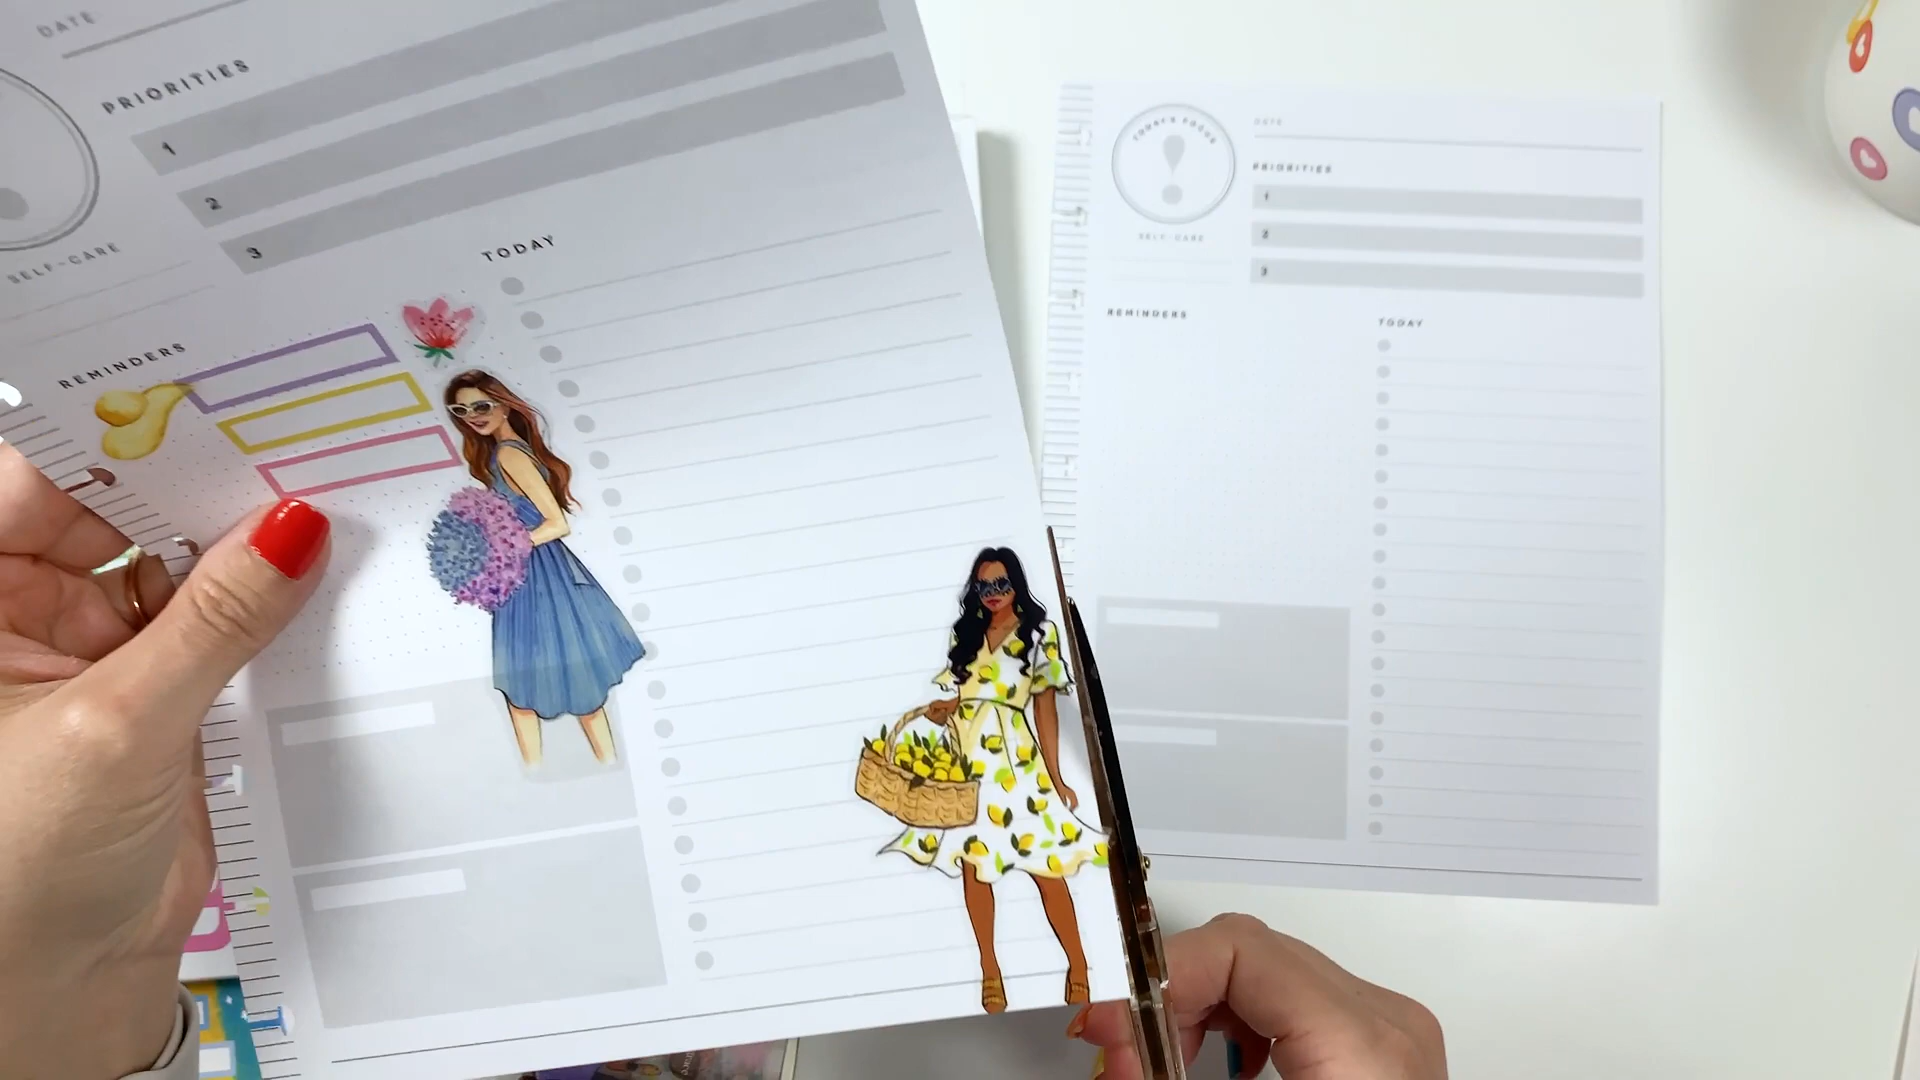 DATE
PRIORITIES
1
2
3
SELF-CARE
TODAY
REMINDERS
TODAY'S FOCUS
DATE
PRIORITIES
1
2
3
SELF-CARE
REMINDERS
TODAY